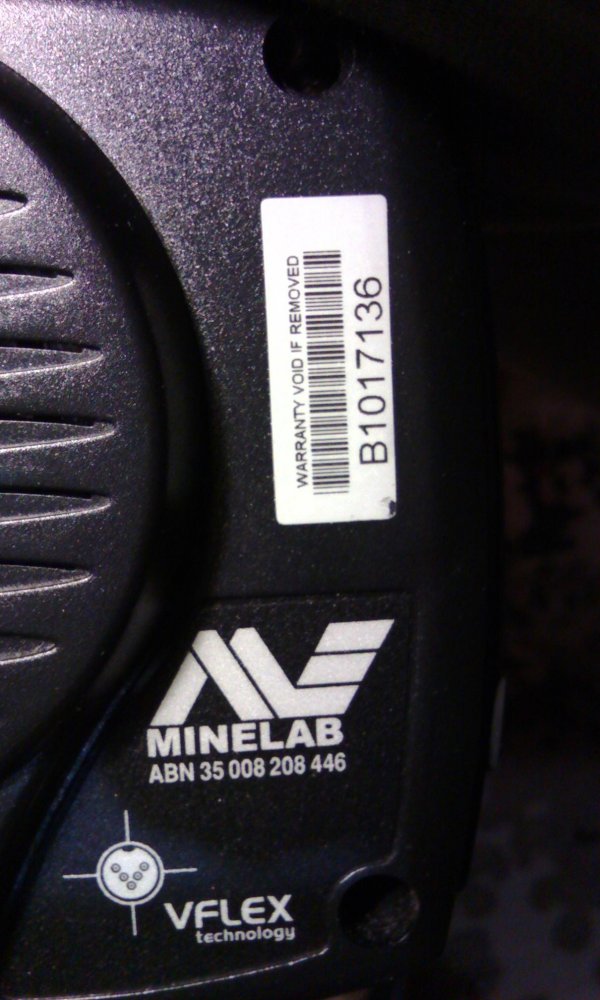 WARRANTY VOID IF REMOVED
B1017136
MINELAB
ABN 35 008 208 446
VFLEX
technology